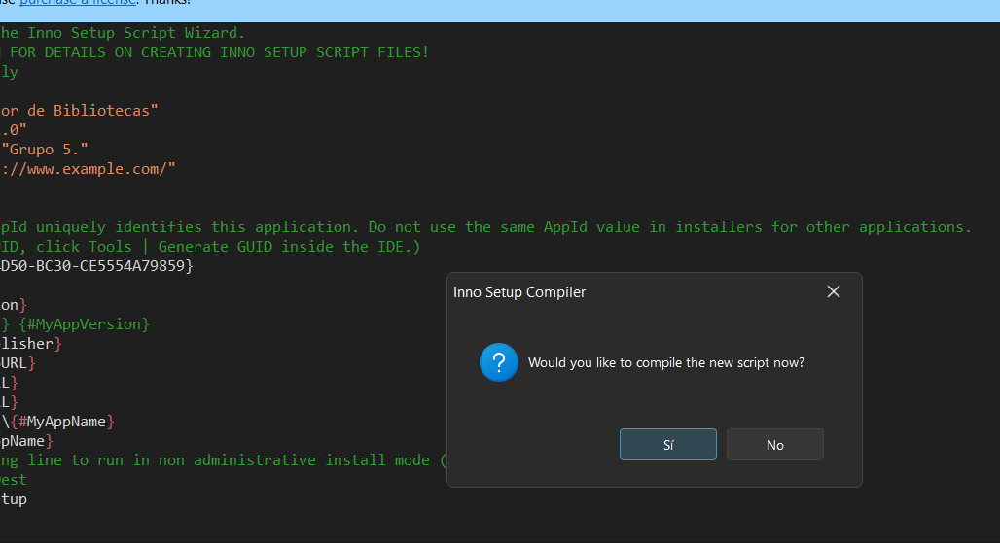 purchase a license. Thanks!
he Inno Setup Script Wizard.
FOR DETAILS ON CREATING INNO SETUP SCRIPT FILES!
ly
or de Bibliotecas"
.0"
"Grupo 5."
://www.example.com/"
pId uniquely identifies this application. Do not use the same AppId value in installers for other applications.
UID, click Tools | Generate GUID inside the IDE.)
D50-BC30-CE5554A79859}
on}
} {#MyAppVersion}
lisher}
URL}
L}
L}
\{#MyAppName}
pName}
ng line to run in non administrative install mode (
est
tup
Inno Setup Compiler
Would you like to compile the new script now?
Sí
No